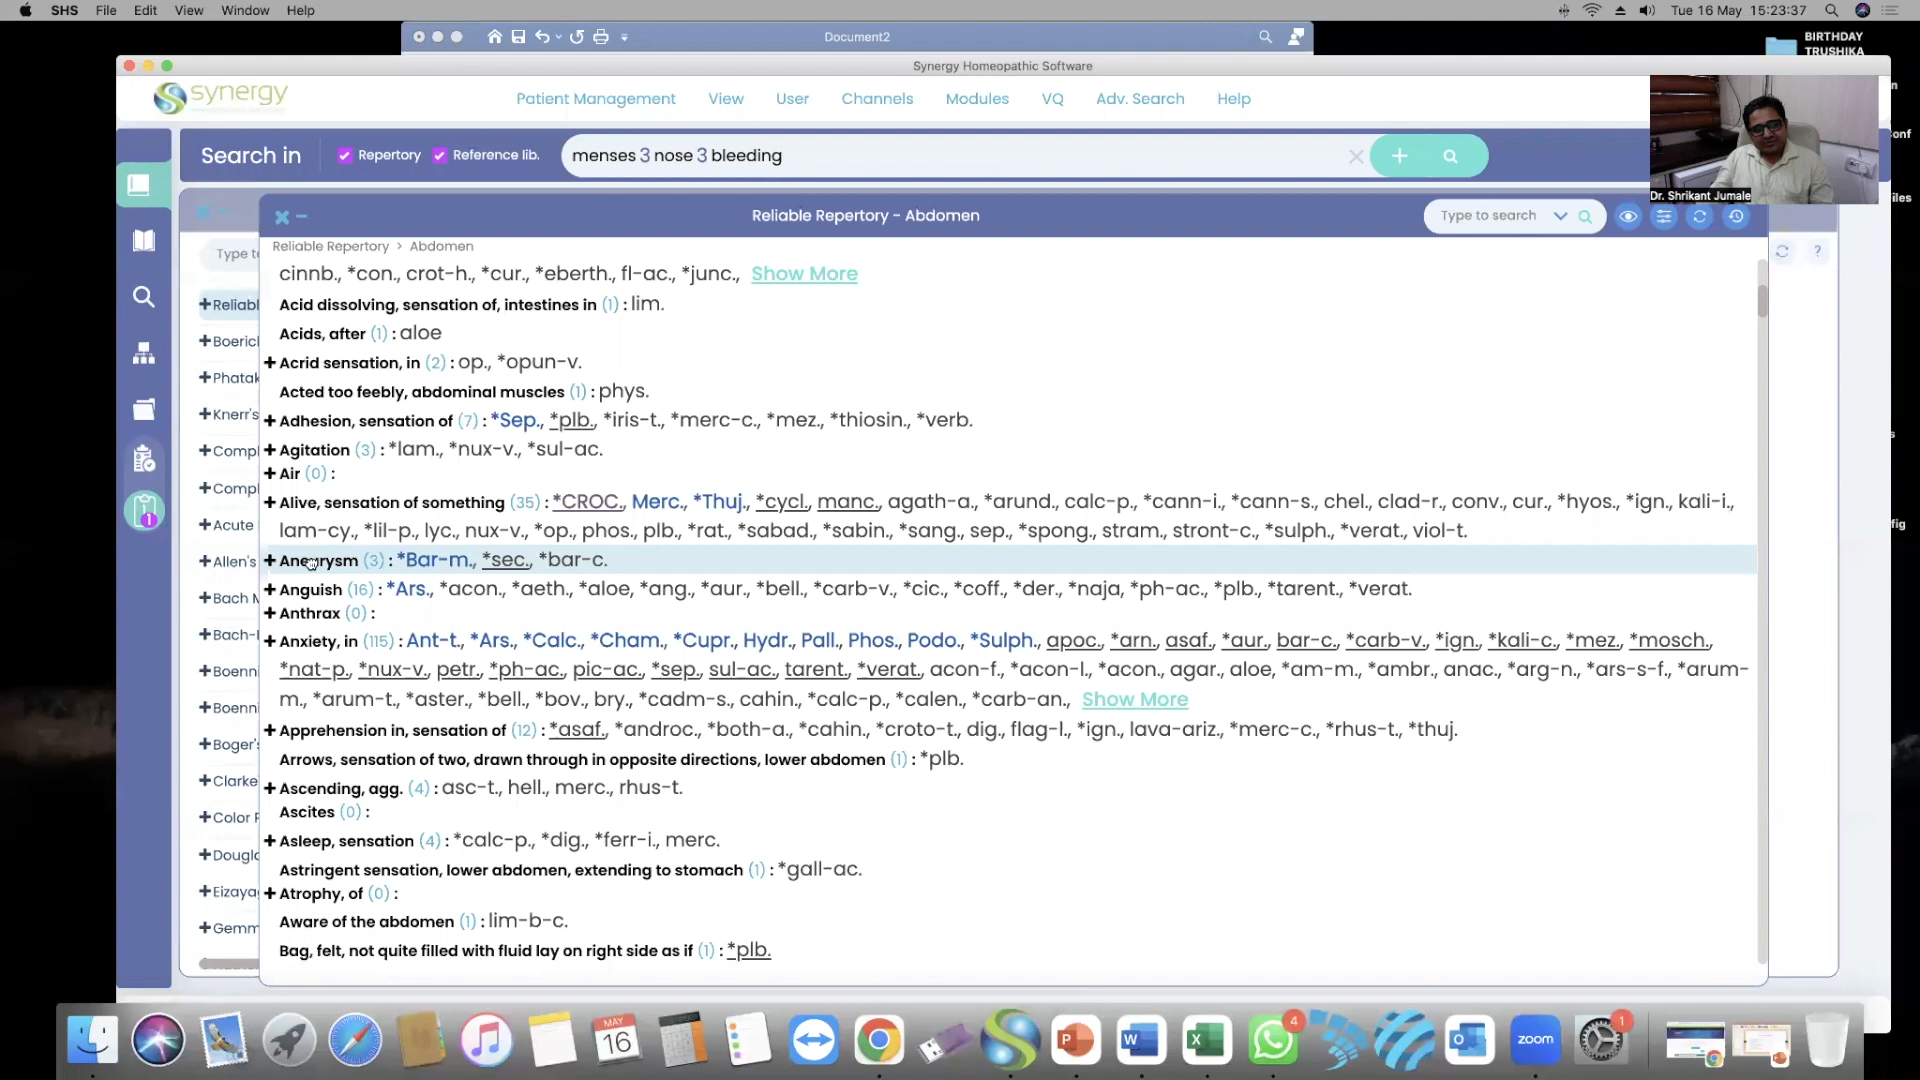 SHS File Edit View Window Help
Tue 16 May 15:23:37
BIRTHDAY
TRUSHIKA
Document2
Synergy Homeopathic Software
synergy
Patient Management View User Channels Modules VQ Adv. Search Help
Search in Repertory Reference lib. menses 3 nose 3 bleeding
Dr. Shrikant Jumale
Reliable Repertory - Abdomen
Type to search
Reliable Repertory > Abdomen
cinnb., *con., crot-h., *cur., *eberth., fl-ac., *junc., Show More
Acid dissolving, sensation of, intestines in (1) : lim.
Acids, after (1) : aloe
+ Acrid sensation, in (2) : op., *opun-v.
Acted too feebly, abdominal muscles (1) : phys.
+ Adhesion, sensation of (7) : *Sep., *plb., *iris-t., *merc-c., *mez., *thiosin., *verb.
+ Agitation (3) : *lam., *nux-v., *sul-ac.
+ Air (0) :
+ Alive, sensation of something (35) : *CROC., Merc., *Thuj., *cycl., manc., agath-a., *arund., calc-p., *cann-i., *cann-s., chel., clad-r., conv., cur., *hyos., *ign., kali-i.,
lam-cy., *lil-p., lyc., nux-v., *op., phos., plb., *rat., *sabad., *sabin., *sang., sep., *spong., stram., stront-c., *sulph., *verat., viol-t.
+ Aneurysm (3) : *Bar-m., *sec., *bar-c.
+ Anguish (16) : *Ars., *acon., *aeth., *aloe, *ang., *aur., *bell., *carb-v., *cic., *coff., *der., *naja, *ph-ac., *plb., *tarent., *verat.
+ Anthrax (0) :
+ Anxiety, in (115) : Ant-t., *Ars., *Calc., *Cham., *Cupr., Hydr., Pall., Phos., Podo., *Sulph., apoc., *arn., asaf., *aur., bar-c., *carb-v., *ign., *kali-c., *mez., *mosch.,
*nat-p., *nux-v., petr., *ph-ac., pic-ac., *sep., sul-ac., tarent., *verat., acon-f., *acon-l., *acon, agar., aloe, *am-m., *ambr., anac., *arg-n., *ars-s-f., *arum-
m., *arum-t., *aster., *bell., *bov., bry., *cadm-s., cahin., *calc-p., *calen., *carb-an., Show More
+ Apprehension in, sensation of (12) : *asaf., *androc., *both-a., *cahin., *croto-t., dig., flag-l., *ign., lava-ariz., *merc-c., *rhus-t., *thuj.
Arrows, sensation of two, drawn through in opposite directions, lower abdomen (1) : *plb.
+ Ascending, agg. (4) : asc-t., hell., merc., rhus-t.
Ascites (0) :
+ Asleep, sensation (4) : *calc-p., *dig., *ferr-i., merc.
Astringent sensation, lower abdomen, extending to stomach (1) : *gall-ac.
+ Atrophy, of (0) :
Aware of the abdomen (1) : lim-b-c.
Bag, felt, not quite filled with fluid lay on right side as if (1) : *plb.
Type to
+Reliabl
+Boerick
+Phatak
+Knerr's
+Compl
+Compl
+Acute
+Allen's
+Bach M
+Bach-
+Boenn
+Boenn
+Boger's
+Clarke
+Color F
+Dougla
+Eizaya
+Gemm
?
1
MAY
16
P
W
X
4
O
zoom
1